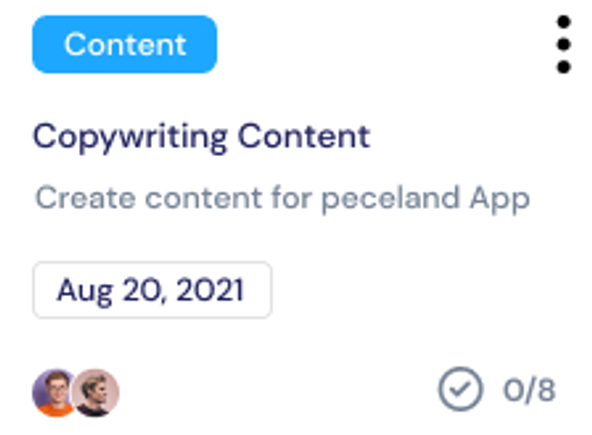 Content
Copywriting Content
Create content for peceland App
Aug 20, 2021
0/8